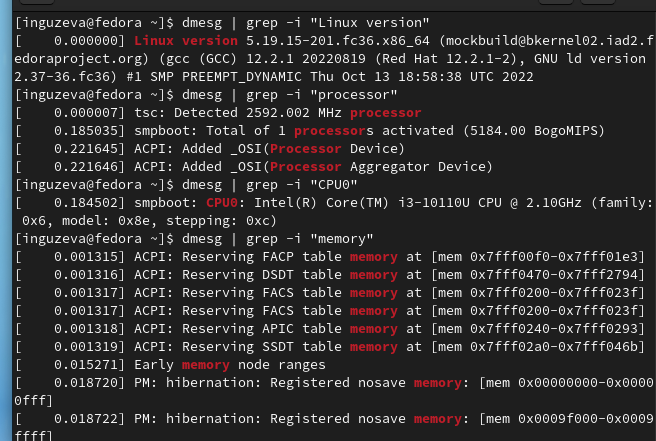 [inguzeva@fedora ~]$ dmesg | grep -i "Linux version"
[    0.000000] Linux version 5.19.15-201.fc36.x86_64 (mockbuild@bkernel02.iad2.f
edoraproject.org) (gcc (GCC) 12.2.1 20220819 (Red Hat 12.2.1-2), GNU ld version
2.37-36.fc36) #1 SMP PREEMPT_DYNAMIC Thu Oct 13 18:58:38 UTC 2022
[inguzeva@fedora ~]$ dmesg | grep -i "processor"
[    0.000007] tsc: Detected 2592.002 MHz processor
[    0.185035] smpboot: Total of 1 processors activated (5184.00 BogoMIPS)
[    0.221645] ACPI: Added _OSI(Processor Device)
[    0.221646] ACPI: Added _OSI(Processor Aggregator Device)
[inguzeva@fedora ~]$ dmesg | grep -i "CPU0"
[    0.184502] smpboot: CPU0: Intel(R) Core(TM) i3-10110U CPU @ 2.10GHz (family:
 0x6, model: 0x8e, stepping: 0xc)
[inguzeva@fedora ~]$ dmesg | grep -i "memory"
[    0.001315] ACPI: Reserving FACP table memory at [mem 0x7fff00f0-0x7fff01e3]
[    0.001316] ACPI: Reserving DSDT table memory at [mem 0x7fff0470-0x7fff2794]
[    0.001317] ACPI: Reserving FACS table memory at [mem 0x7fff0200-0x7fff023f]
[    0.001317] ACPI: Reserving FACS table memory at [mem 0x7fff0200-0x7fff023f]
[    0.001318] ACPI: Reserving APIC table memory at [mem 0x7fff0240-0x7fff0293]
[    0.001319] ACPI: Reserving SSDT table memory at [mem 0x7fff02a0-0x7fff046b]
[    0.015271] Early memory node ranges
[    0.018720] PM: hibernation: Registered nosave memory: [mem 0x00000000-0x0000
0fff]
[    0.018722] PM: hibernation: Registered nosave memory: [mem 0x0009f000-0x0009
ffff]